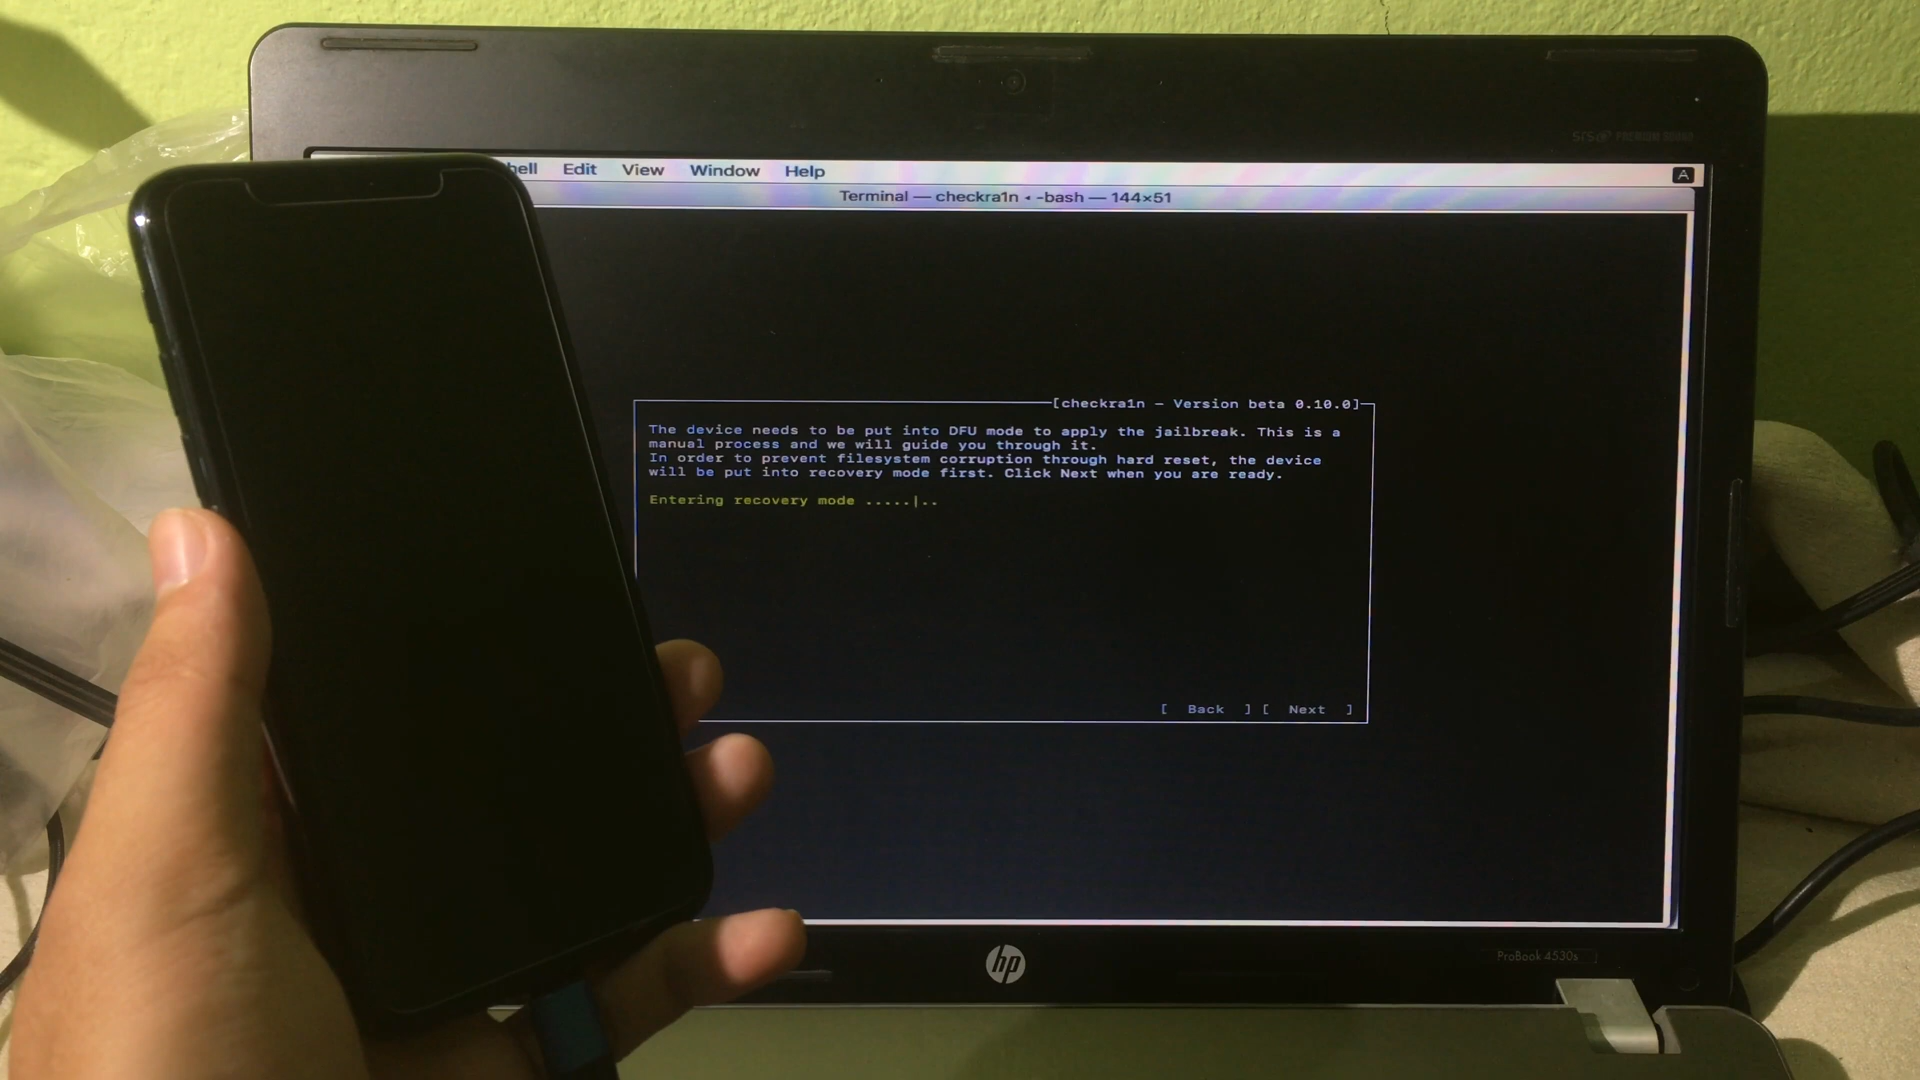 Edit View Window Help A
Terminal — checkra1n • -bash — 144×51
[checkra1n – Version beta 0.10.0]
The device needs to be put into DFU mode to apply the jailbreak. This is a
manual process and we will guide you through it.
In order to prevent filesystem corruption through hard reset, the device
will be put into recovery mode first. Click Next when you are ready.
Entering recovery mode .....|..
[ Back ] [ Next ]
hp
ProBook 4530s